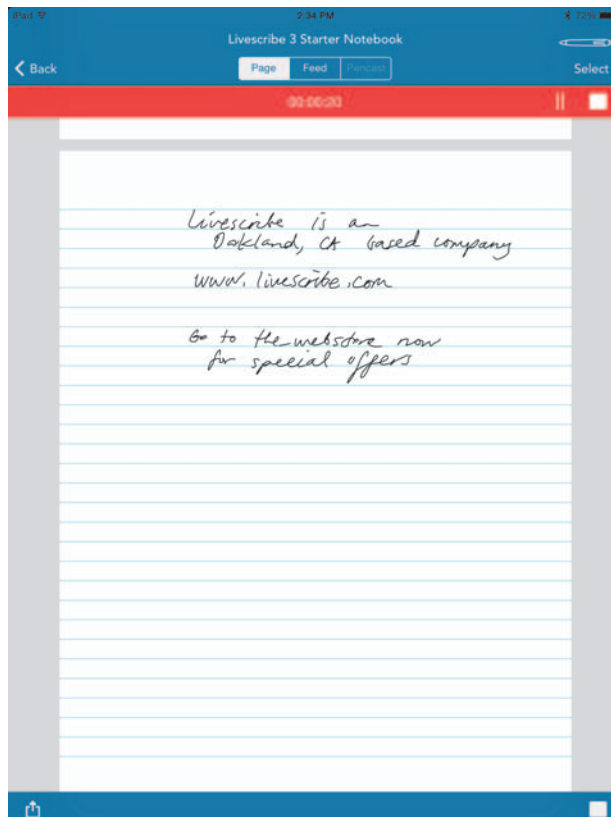 iPad 2:34 PM 72%
Livescribe 3 Starter Notebook
Back Page Feed Pencast Select
00:00:20
Livescribe is an
Oakland, CA based company
www.livescribe.com
Go to the webstore now
for special offers